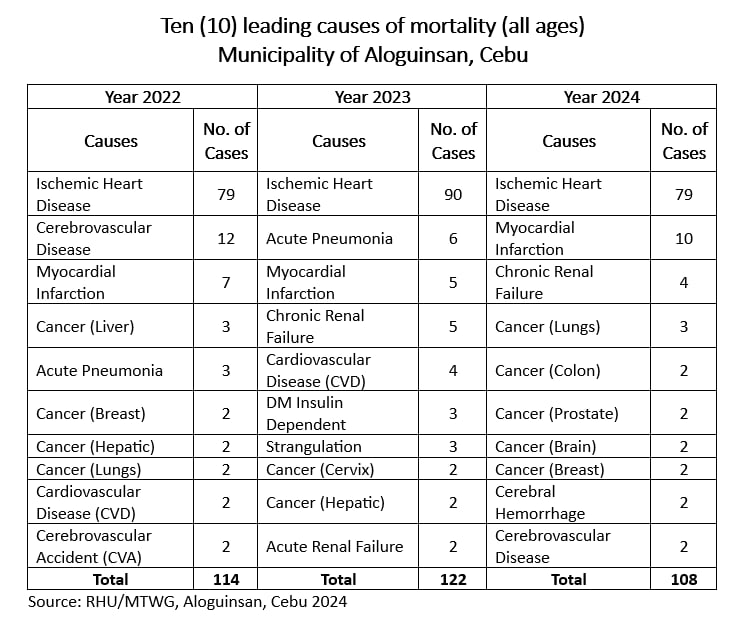 Ten (10) leading causes of mortality (all ages)
Municipality of Aloguinsan, Cebu
Year 2022 Year 2023 Year 2024
Causes No. of Cases Causes No. of Cases Causes No. of Cases
Ischemic Heart Disease 79 Ischemic Heart Disease 90 Ischemic Heart Disease 79
Cerebrovascular Disease 12 Acute Pneumonia 6 Myocardial Infarction 10
Myocardial Infarction 7 Myocardial Infarction 5 Chronic Renal Failure 4
Cancer (Liver) 3 Chronic Renal Failure 5 Cancer (Lungs) 3
Acute Pneumonia 3 Cardiovascular Disease (CVD) 4 Cancer (Colon) 2
Cancer (Breast) 2 DM Insulin Dependent 3 Cancer (Prostate) 2
Cancer (Hepatic) 2 Strangulation 3 Cancer (Brain) 2
Cancer (Lungs) 2 Cancer (Cervix) 2 Cancer (Breast) 2
Cardiovascular Disease (CVD) 2 Cancer (Hepatic) 2 Cerebral Hemorrhage 2
Cerebrovascular Accident (CVA) 2 Acute Renal Failure 2 Cerebrovascular Disease 2
Total 114 Total 122 Total 108
Source: RHU/MTWG, Aloguinsan, Cebu 2024